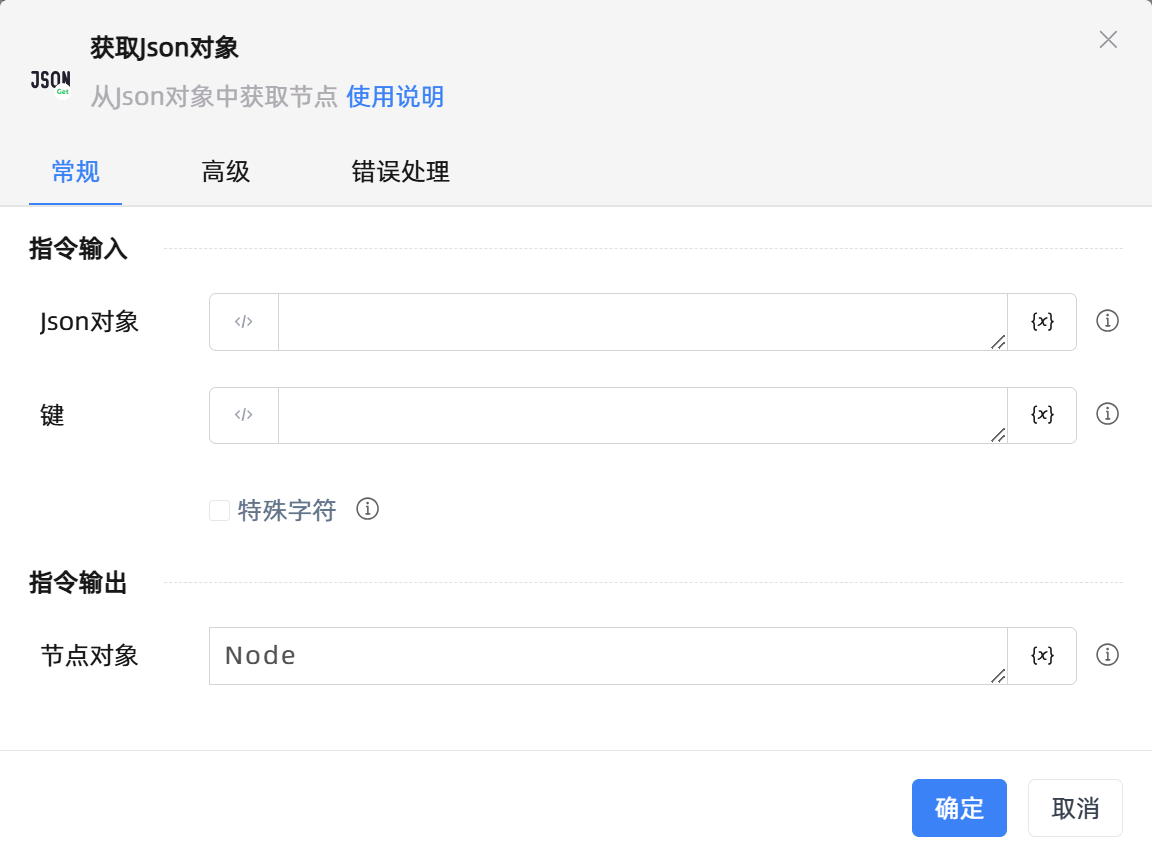 获取Json对象
JSON
Get
从Json对象中获取节点 使用说明
常规 高级 错误处理
指令输入
Json对象 </> {x}
键 </> {x}
特殊字符
指令输出
节点对象 Node {x}
确定 取消